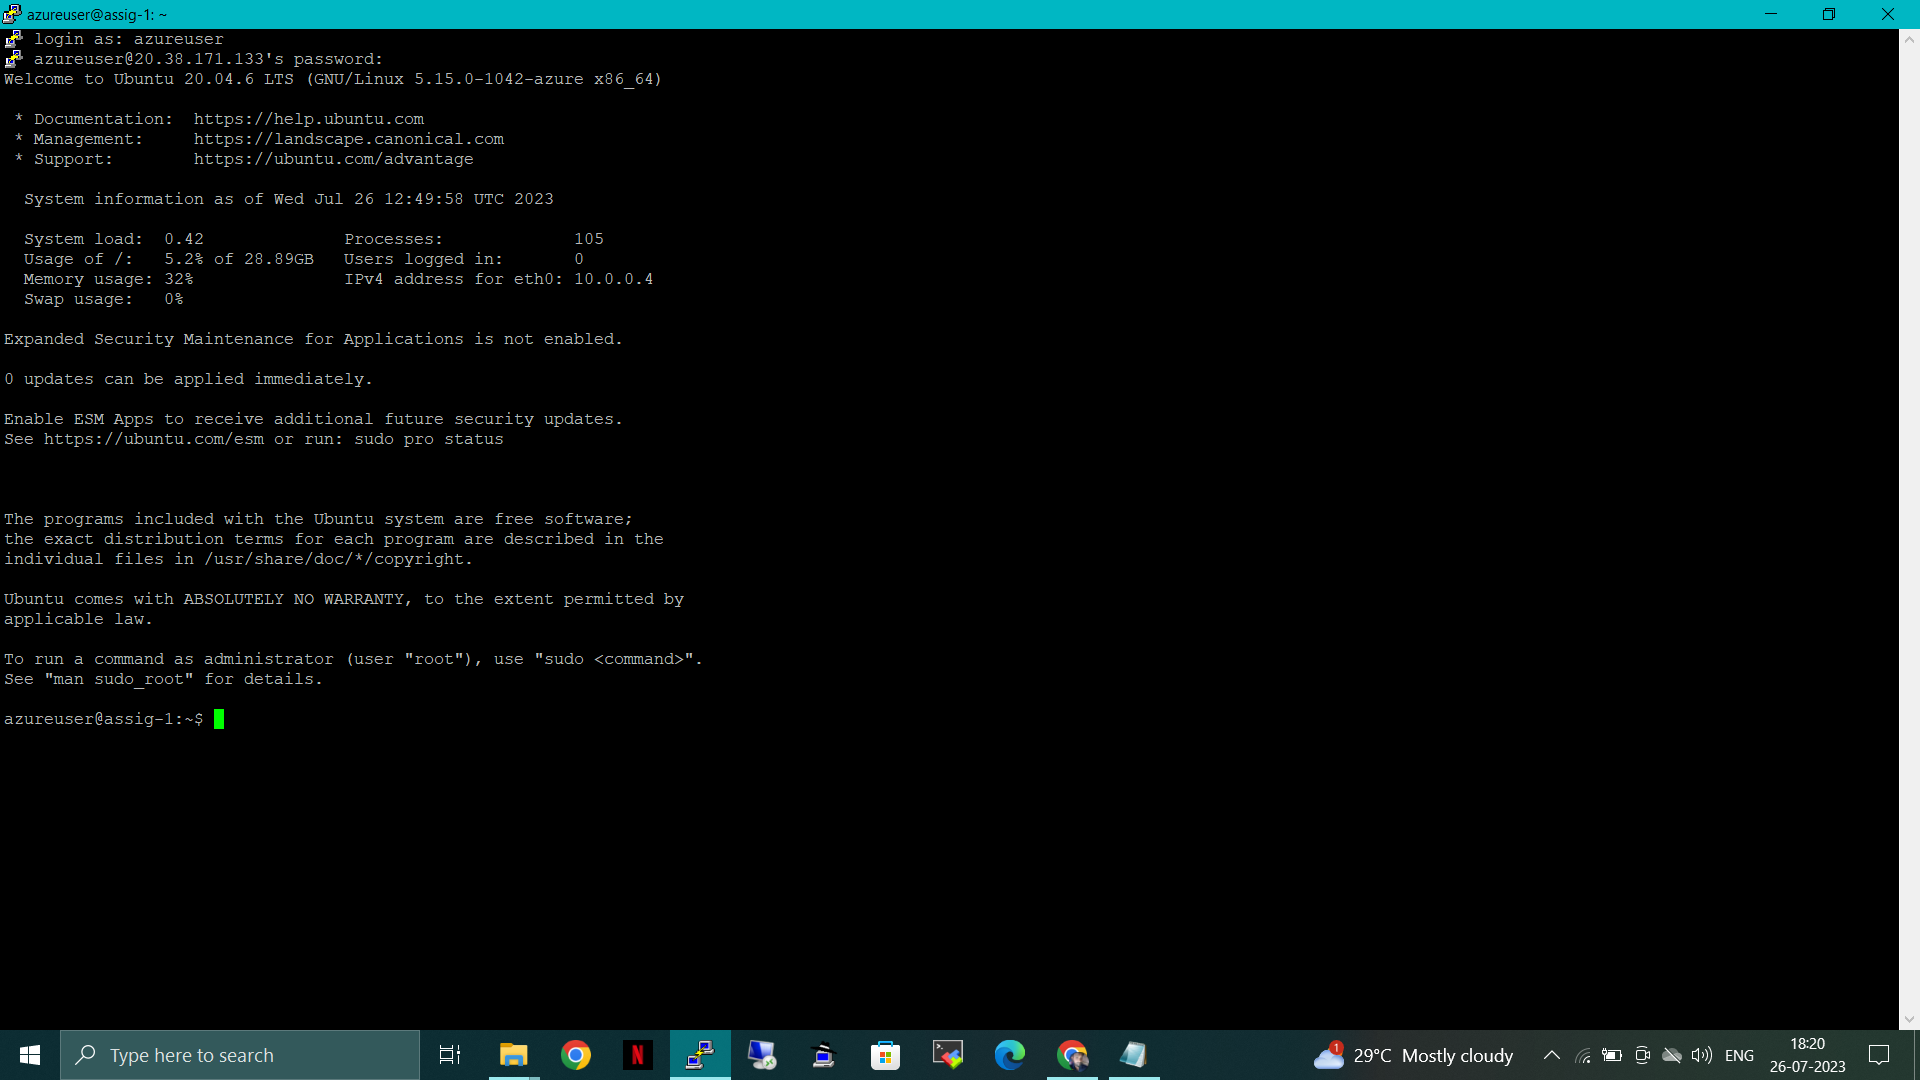 azureuser@assig-1: ~
login as: azureuser
azureuser@20.38.171.133's password:
Welcome to Ubuntu 20.04.6 LTS (GNU/Linux 5.15.0-1042-azure x86_64)
* Documentation:  https://help.ubuntu.com
* Management:     https://landscape.canonical.com
* Support:        https://ubuntu.com/advantage
System information as of Wed Jul 26 12:49:58 UTC 2023
System load:  0.42              Processes:             105
Usage of /:   5.2% of 28.89GB   Users logged in:       0
Memory usage: 32%               IPv4 address for eth0: 10.0.0.4
Swap usage:   0%
Expanded Security Maintenance for Applications is not enabled.
0 updates can be applied immediately.
Enable ESM Apps to receive additional future security updates.
See https://ubuntu.com/esm or run: sudo pro status
The programs included with the Ubuntu system are free software;
the exact distribution terms for each program are described in the
individual files in /usr/share/doc/*/copyright.
Ubuntu comes with ABSOLUTELY NO WARRANTY, to the extent permitted by
applicable law.
To run a command as administrator (user "root"), use "sudo <command>".
See "man sudo_root" for details.
azureuser@assig-1:~$
Type here to search
N
1
29°C Mostly cloudy
ENG
18:20
26-07-2023